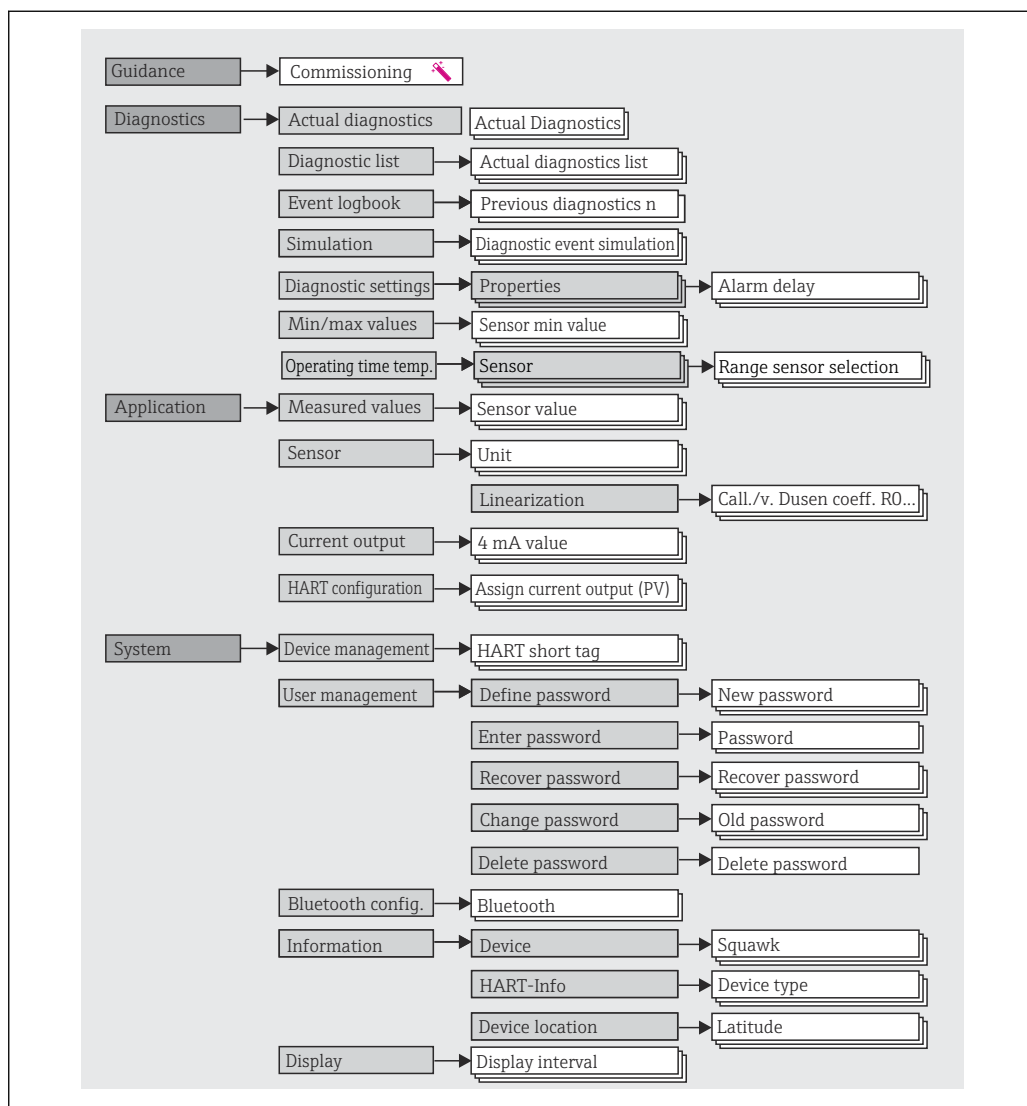 Guidance Commissioning
Diagnostics Actual diagnostics Actual Diagnostics
Diagnostic list Actual diagnostics list
Event logbook Previous diagnostics n
Simulation Diagnostic event simulation
Diagnostic settings Properties Alarm delay
Min/max values Sensor min value
Operating time temp. Sensor Range sensor selection
Application Measured values Sensor value
Sensor Unit
Linearization Call./v. Dusen coeff. R0...
Current output 4 mA value
HART configuration Assign current output (PV)
System Device management HART short tag
User management Define password New password
Enter password Password
Recover password Recover password
Change password Old password
Delete password Delete password
Bluetooth config. Bluetooth
Information Device Squawk
HART-Info Device type
Device location Latitude
Display Display interval